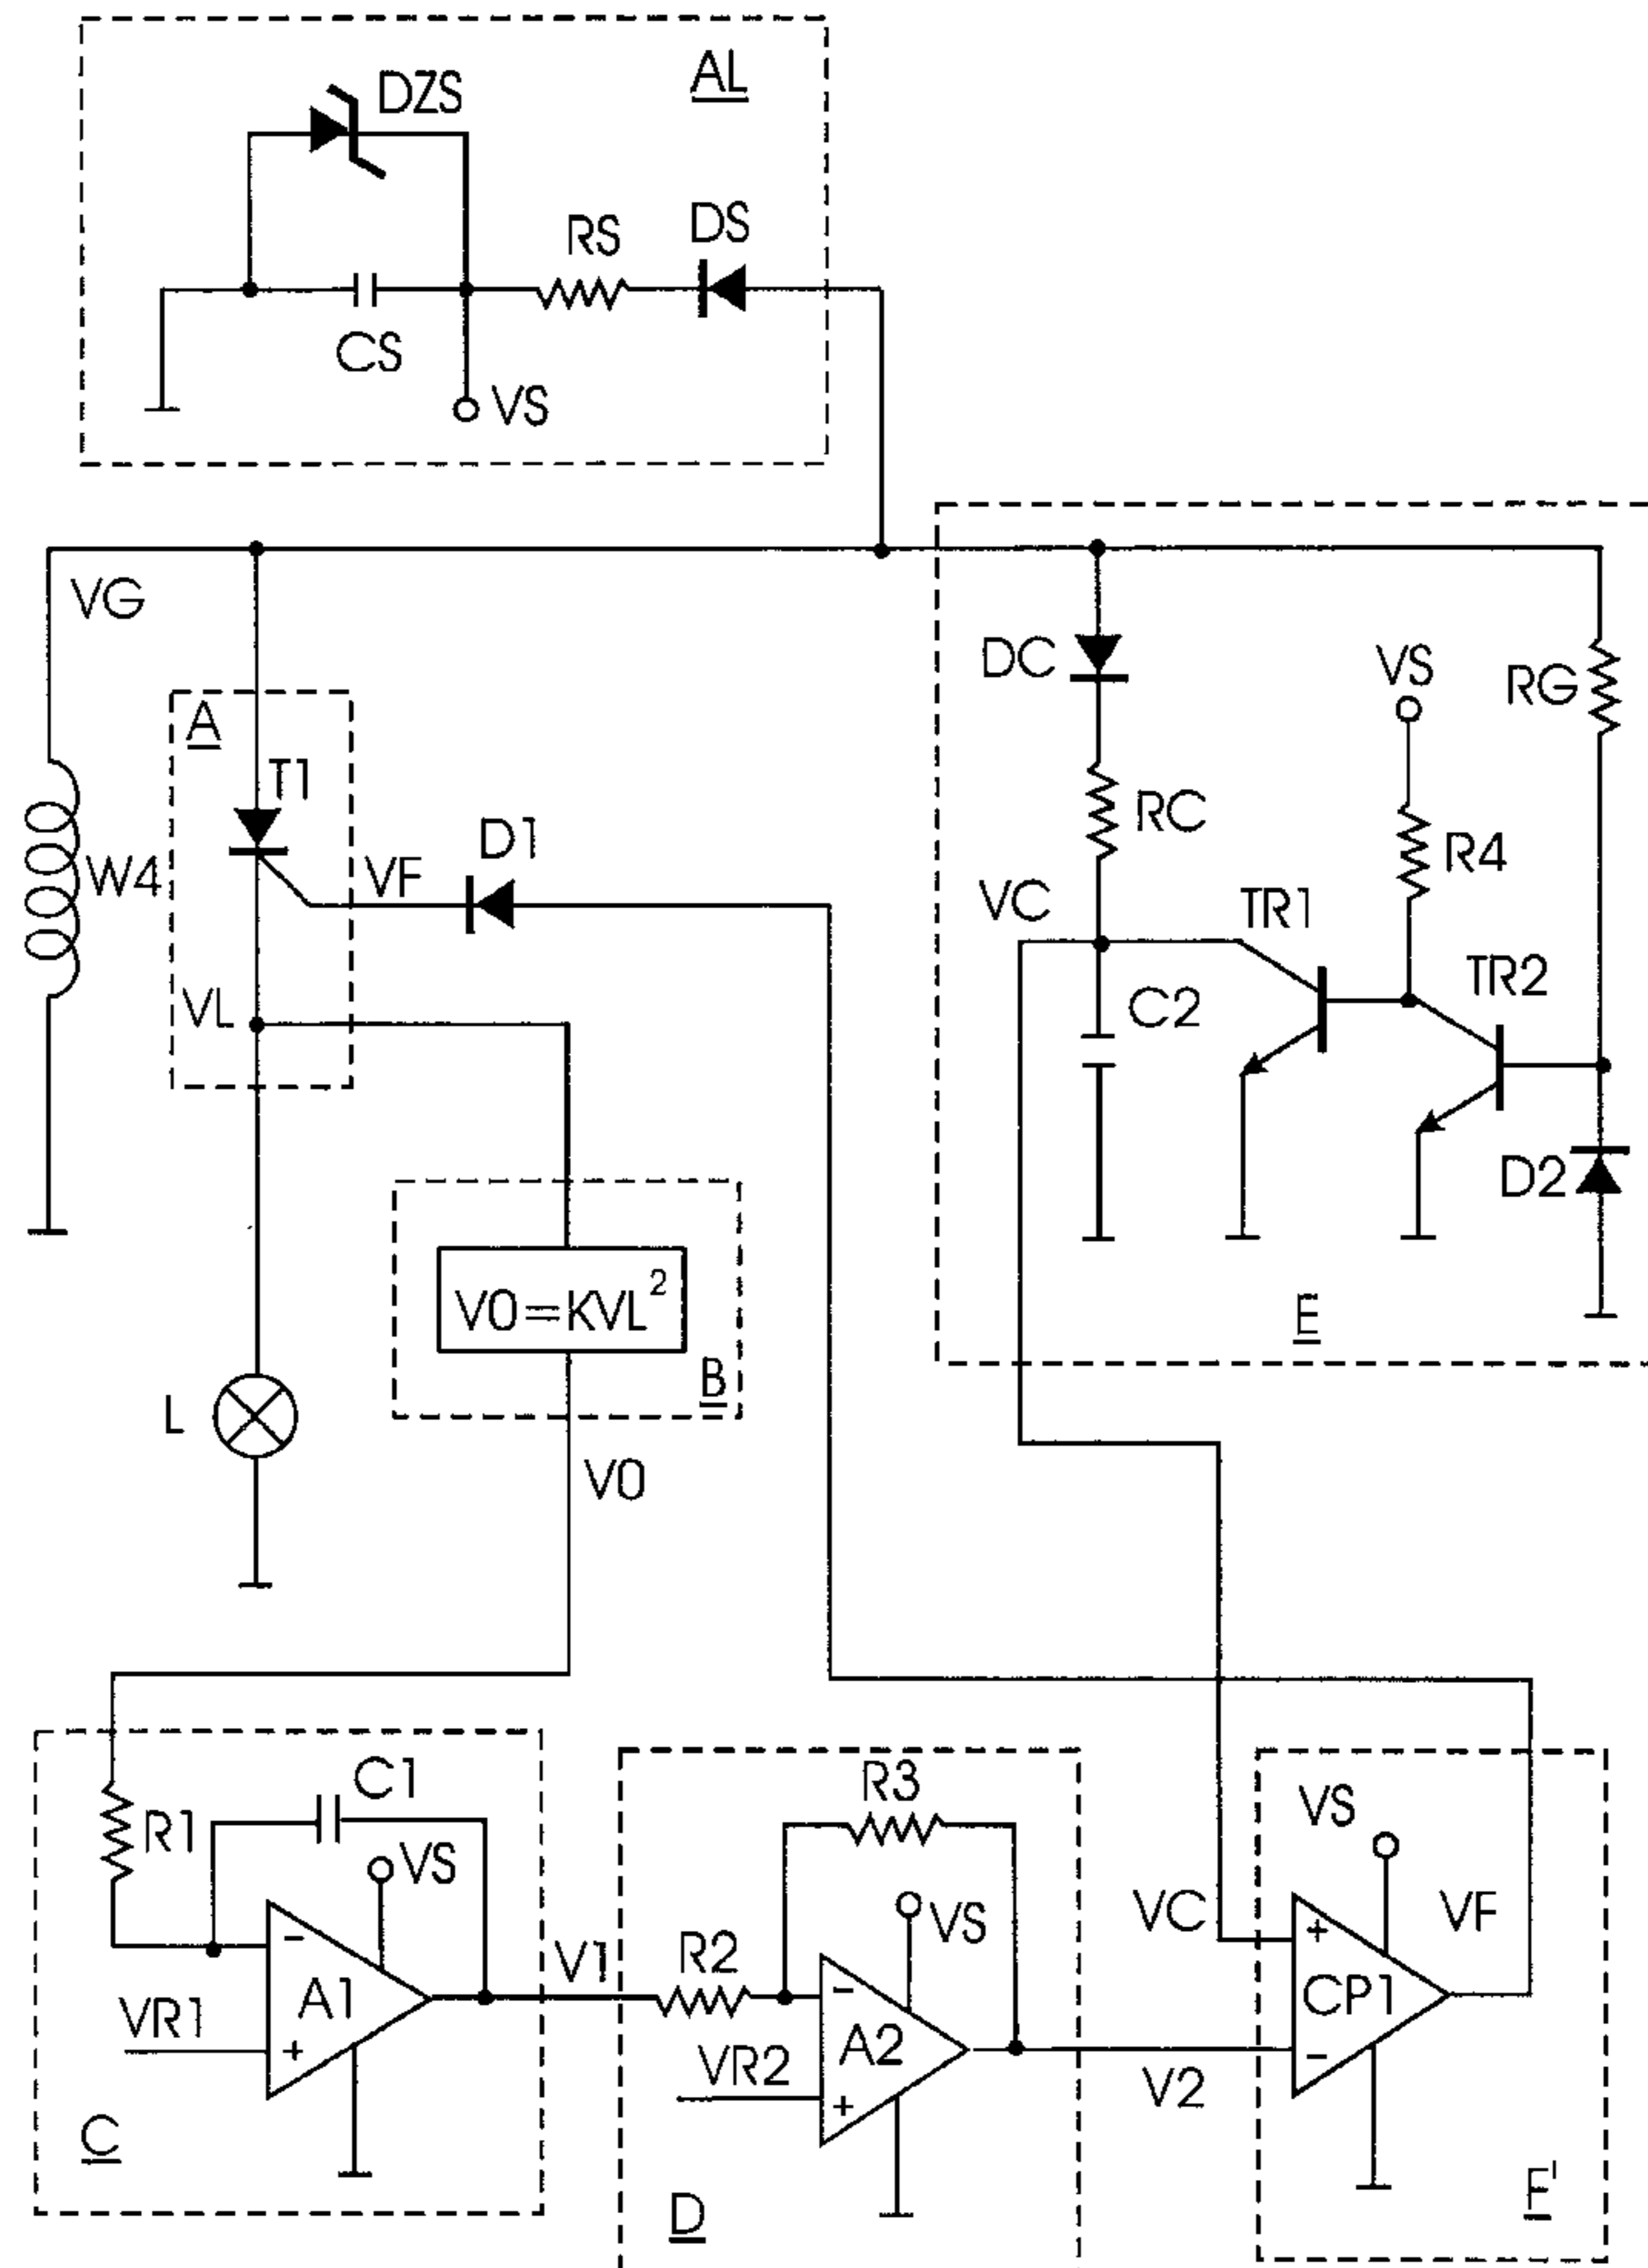 AL
DZS
RS
DS
CS
VS
VG
A
T1
W4
VF
D1
VL
DC
VS
RG
RC
R4
VC
TR1
TR2
C2
D2
E
V0=KVL²
B
L
V0
C1
R1
VS
-
A1
VR1
+
C
V1
R3
R2
VS
-
A2
VR2
+
D
V2
VS
VC
VF
+
CP1
-
F'